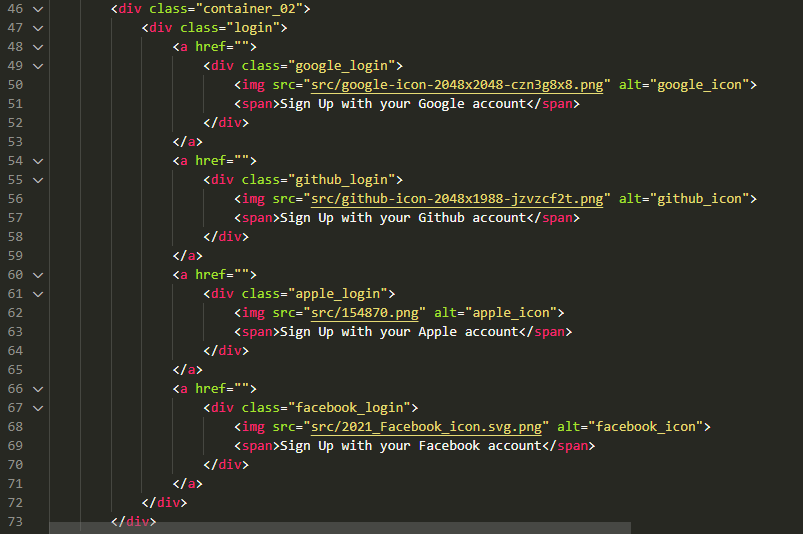 46 <div class="container_02">
47 <div class="login">
48 <a href="">
49 <div class="google_login">
50 <img src="src/google-icon-2048x2048-czn3g8x8.png" alt="google_icon">
51 <span>Sign Up with your Google account</span>
52 </div>
53 </a>
54 <a href="">
55 <div class="github_login">
56 <img src="src/github-icon-2048x1988-jzvzcf2t.png" alt="github_icon">
57 <span>Sign Up with your Github account</span>
58 </div>
59 </a>
60 <a href="">
61 <div class="apple_login">
62 <img src="src/154870.png" alt="apple_icon">
63 <span>Sign Up with your Apple account</span>
64 </div>
65 </a>
66 <a href="">
67 <div class="facebook_login">
68 <img src="src/2021_Facebook_icon.svg.png" alt="facebook_icon">
69 <span>Sign Up with your Facebook account</span>
70 </div>
71 </a>
72 </div>
73 </div>